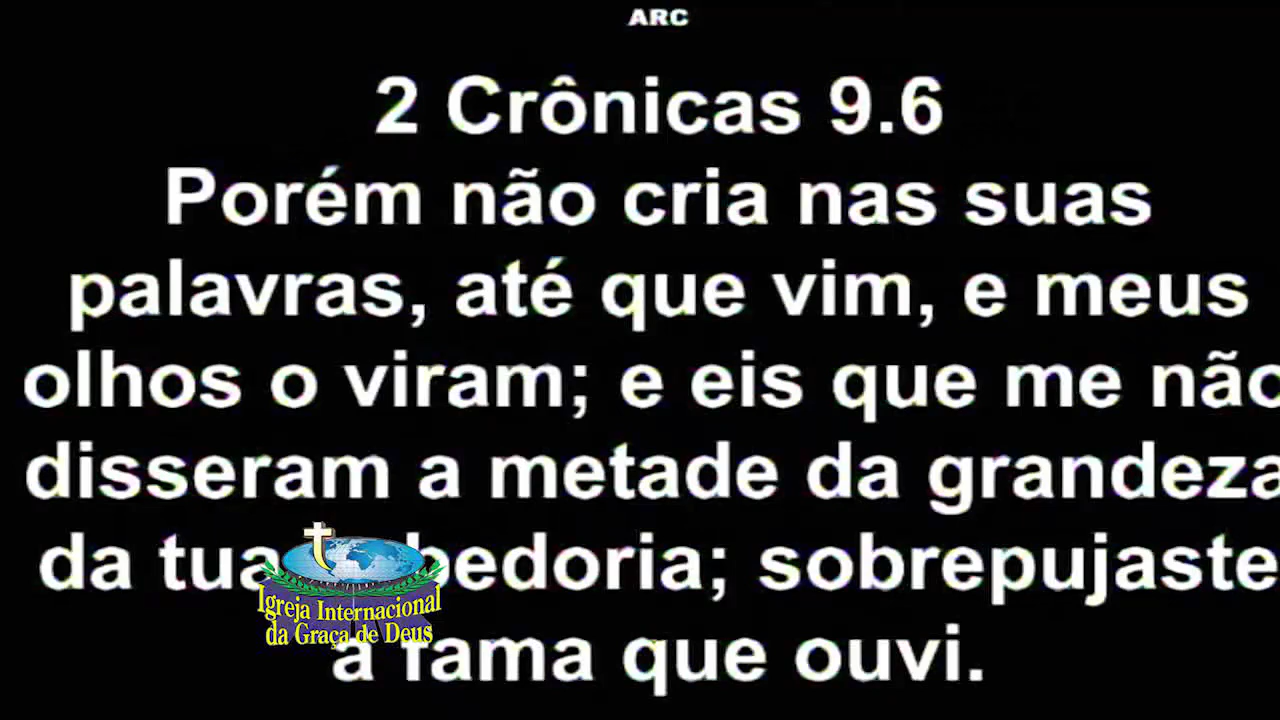 ARC
2 Crônicas 9.6
Porém não cria nas suas
palavras, até que vim, e meus
olhos o viram; e eis que me não
disseram a metade da grandeza
da tua bedoria; sobrepujaste
a fama que ouvi.
Igreja Internacional
da Graça de Deus